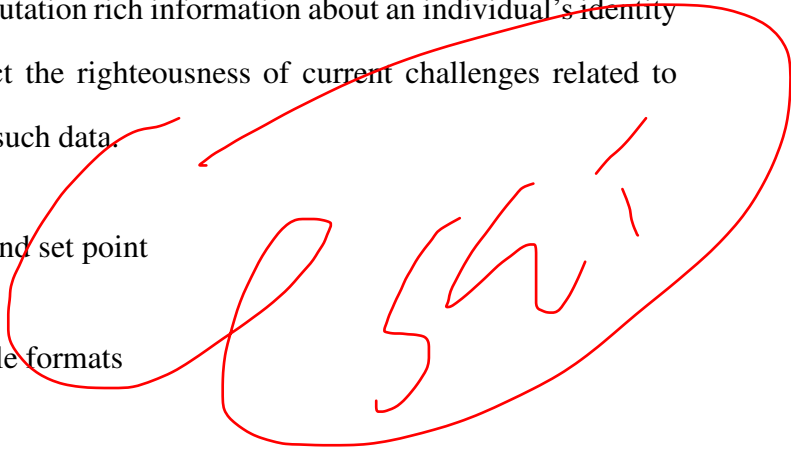 utation rich information about an individual's identity
ct the righteousness of current challenges related to
such data.
nd set point
le formats